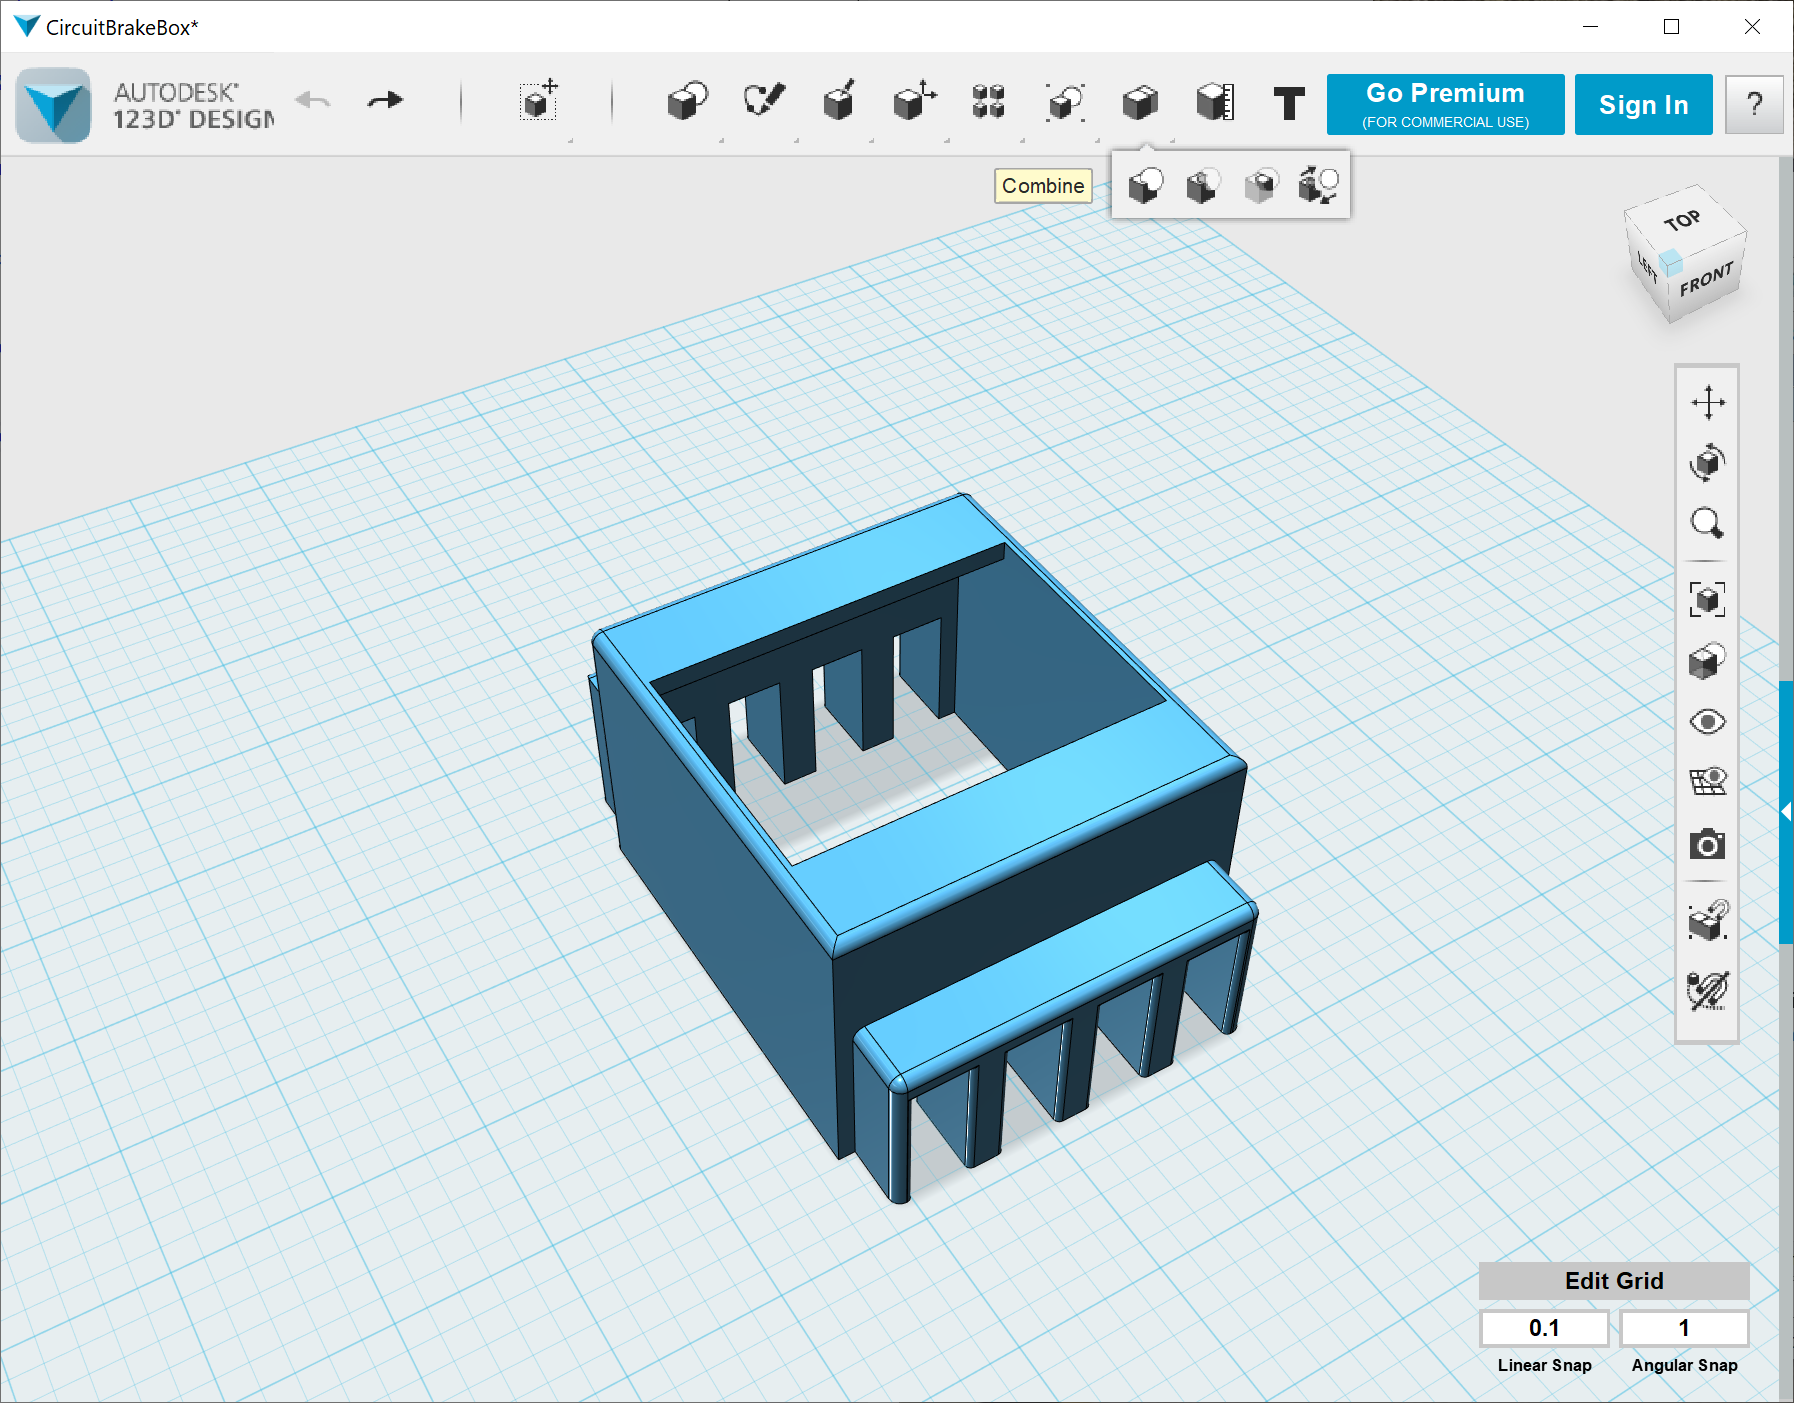 CircuitBrakeBox*
AUTODESK®
123D® DESIGN
Go Premium
(FOR COMMERCIAL USE)
Sign In
?
Combine
TOP
LEFT
FRONT
Edit Grid
0.1
1
Linear Snap
Angular Snap